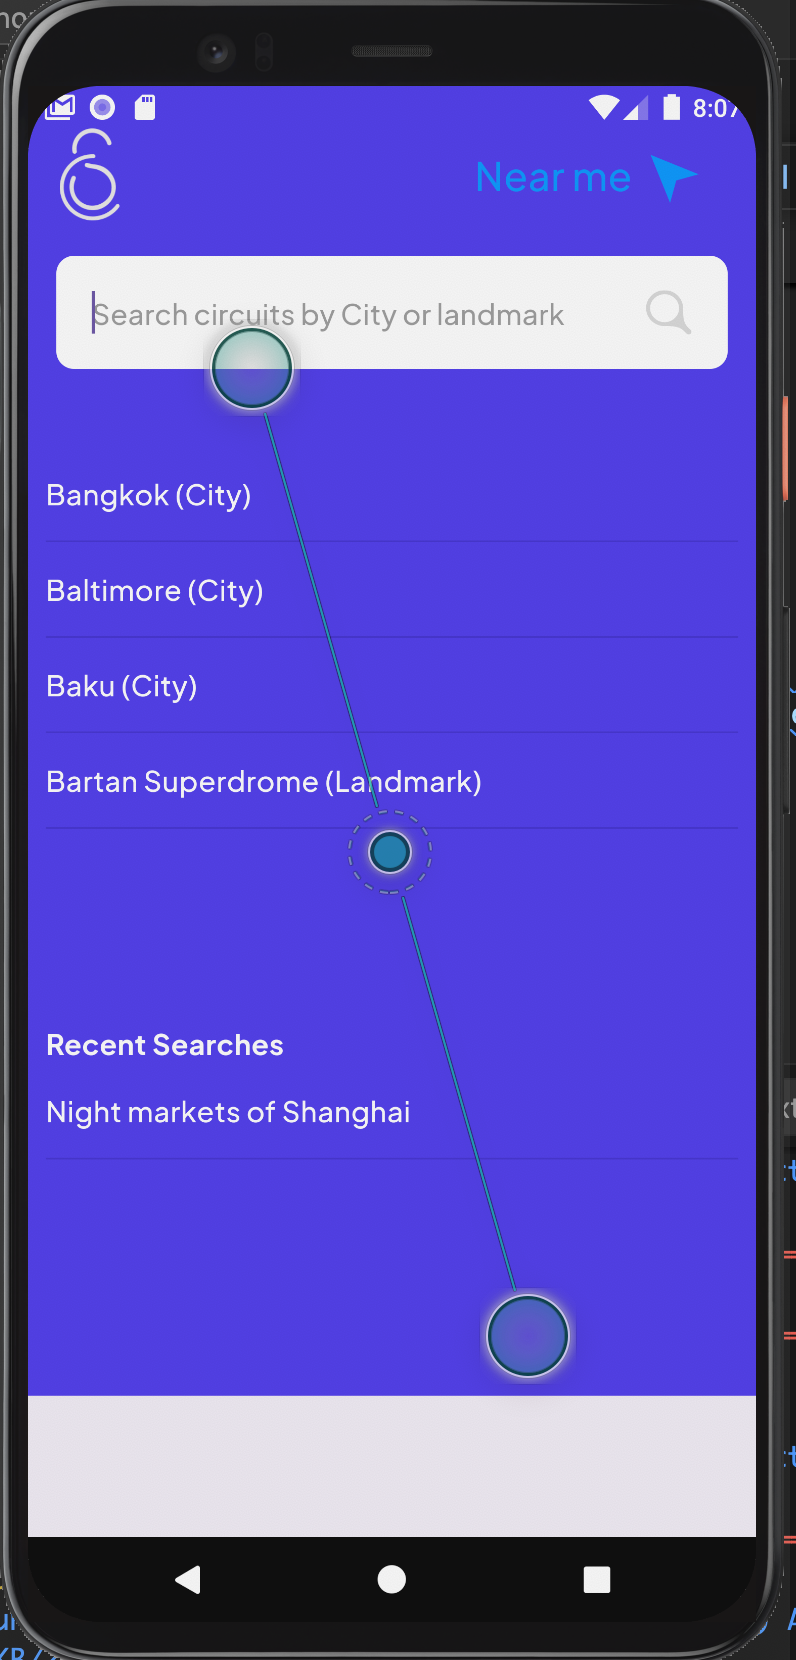 8:07
Near me
Search circuits by City or landmark
Bangkok (City)
Baltimore (City)
Baku (City)
Bartan Superdrome (Landmark)
Recent Searches
Night markets of Shanghai